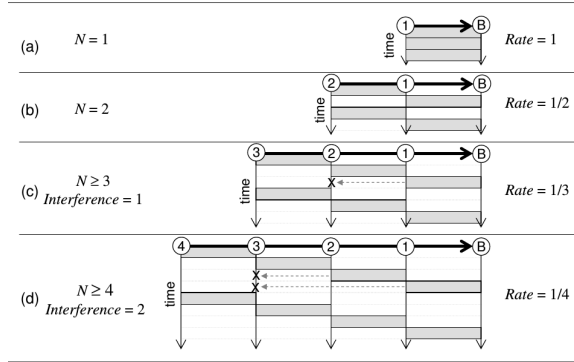 (a) N = 1 time 1 B Rate = 1
(b) N = 2 time 2 1 B Rate = 1/2
(c) N ≥ 3 Interference = 1 time 3 2 1 B X Rate = 1/3
(d) N ≥ 4 Interference = 2 time 4 3 2 1 B X X Rate = 1/4